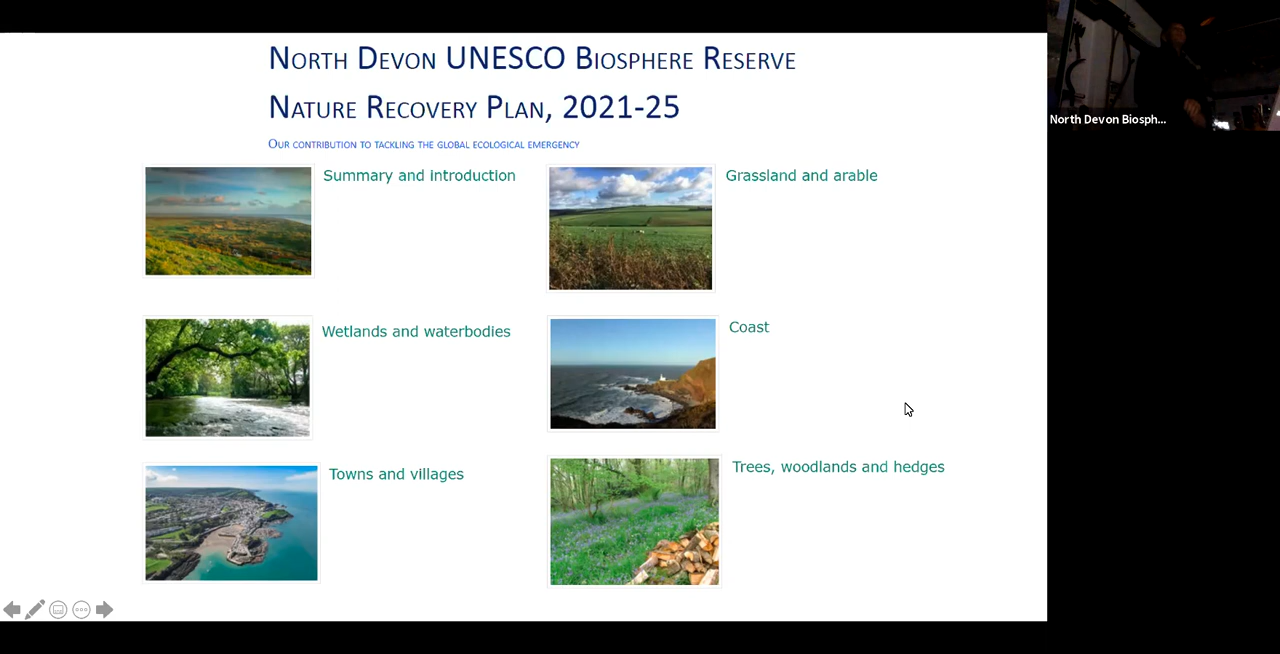 North Devon UNESCO Biosphere Reserve
Nature Recovery Plan, 2021-25
Our contribution to tackling the global ecological emergency
Summary and introduction
Grassland and arable
Wetlands and waterbodies
Coast
Towns and villages
Trees, woodlands and hedges
North Devon Biosph...